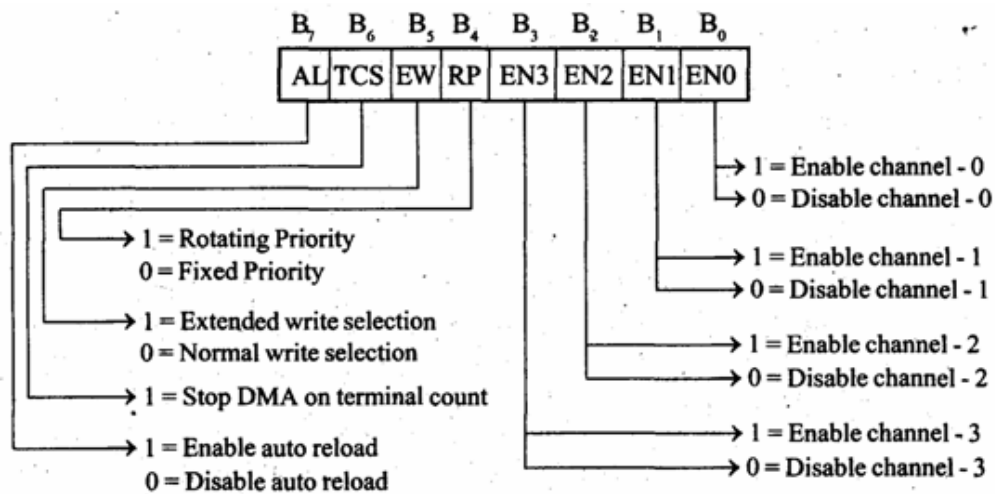 B₇ B₆ B₅ B₄ B₃ B₂ B₁ B₀
AL TCS EW RP EN3 EN2 EN1 EN0
1 = Enable channel - 0
0 = Disable channel - 0
1 = Rotating Priority
0 = Fixed Priority
1 = Enable channel - 1
0 = Disable channel - 1
1 = Extended write selection
0 = Normal write selection
1 = Enable channel - 2
0 = Disable channel - 2
1 = Stop DMA on terminal count
1 = Enable auto reload
0 = Disable auto reload
1 = Enable channel - 3
0 = Disable channel - 3